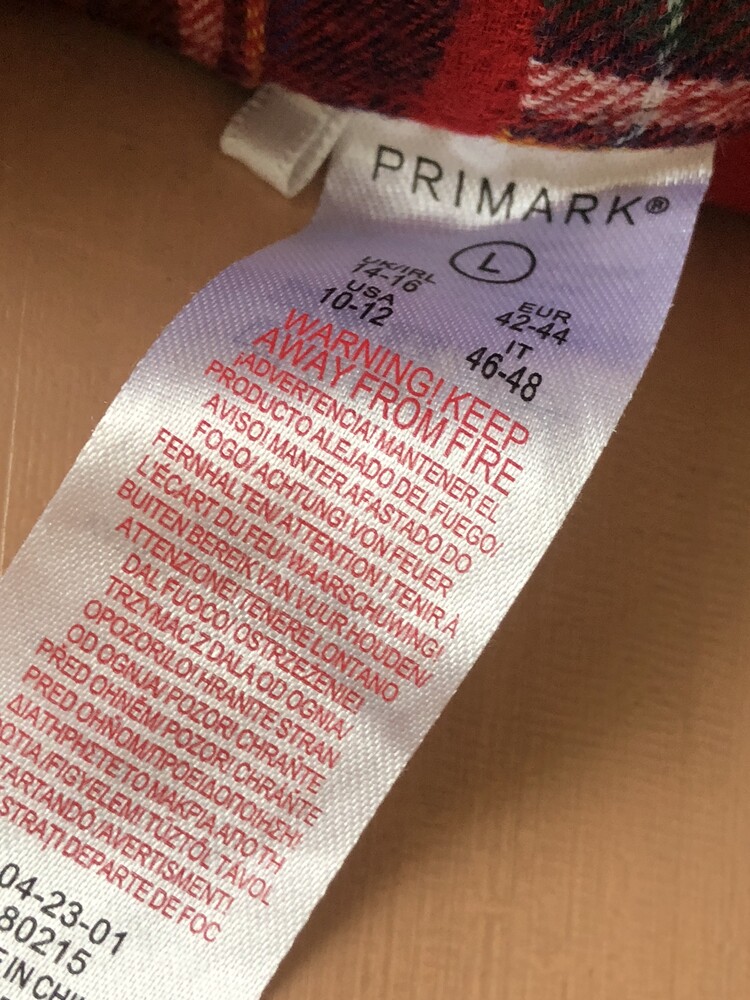 PRIMARK®
L
UK/IRL
14-16
USA
10-12
EUR
42-44
IT
46-48
WARNING! KEEP
AWAY FROM FIRE
¡ADVERTENCIA! MANTENER EL
PRODUCTO ALEJADO DEL FUEGO/
AVISO! MANTER AFASTADO DO
FOGO/ ACHTUNG! VON FEUER
FERNHALTEN/ ATTENTION ! TENIR À
L'ÉCART DU FEU/ WAARSCHUWING!
BUITEN BEREIK VAN VUUR HOUDEN/
ATTENZIONE! TENERE LONTANO
DAL FUOCO/ OSTRZEŻENIE!
TRZYMAĆ Z DALA OD OGNIA/
OPOZORILO! HRANITE STRAN
OD OGNJA/ POZOR! CHRAŇTE
PŘED OHNĚM/ POZOR! CHRÁŇTE
PRED OHŇOM/ΠΡΟΕΙΔΟΠΟΙΗΣΗ!
ΔΙΑΤΗΡΗΣΤΕ ΤΟ ΜΑΚΡΙΑ ΑΠΟ ΤΗ
ΦΩΤΙΑ/FIGYELEM! TŰZTŐL TÁVOL
TARTANDÓ/AVERTISMENT!
DEPARTE DE FOC
04-23-01
80215
IN